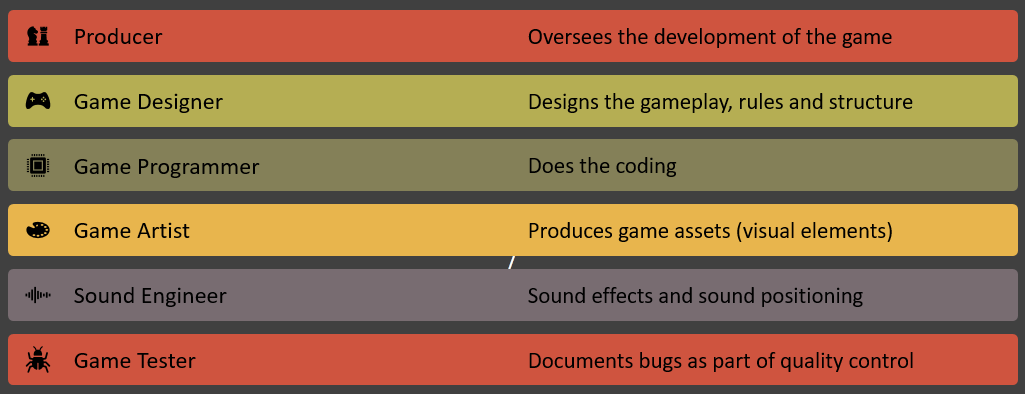 Producer Oversees the development of the game
Game Designer Designs the gameplay, rules and structure
Game Programmer Does the coding
Game Artist Produces game assets (visual elements)
Sound Engineer Sound effects and sound positioning
Game Tester Documents bugs as part of quality control